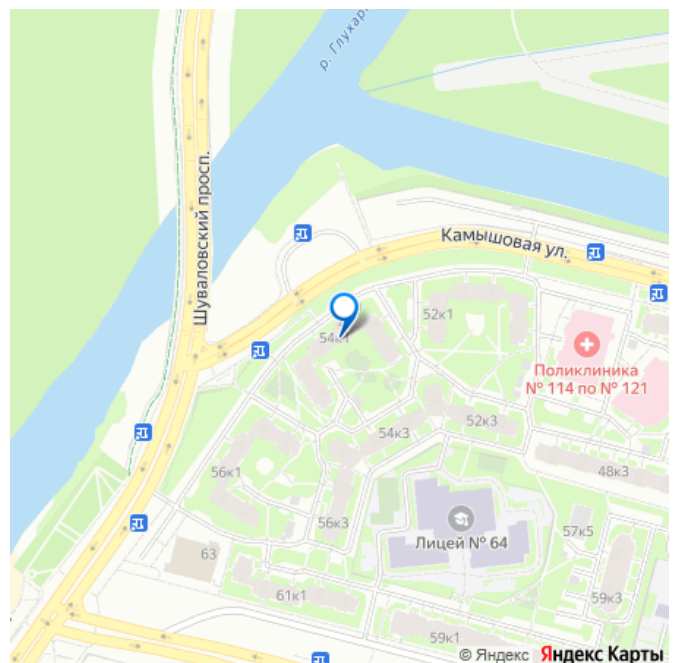 р. Глухар
Шуваловский просп.
Камышовая ул.
52к1
54к1
Поликлиника
№ 114 по № 121
52к3
54к3
48к3
56к1
56к3
57к5
Лицей № 64
63
61к1
59к3
59к1
© Яндекс Яндекс Карты